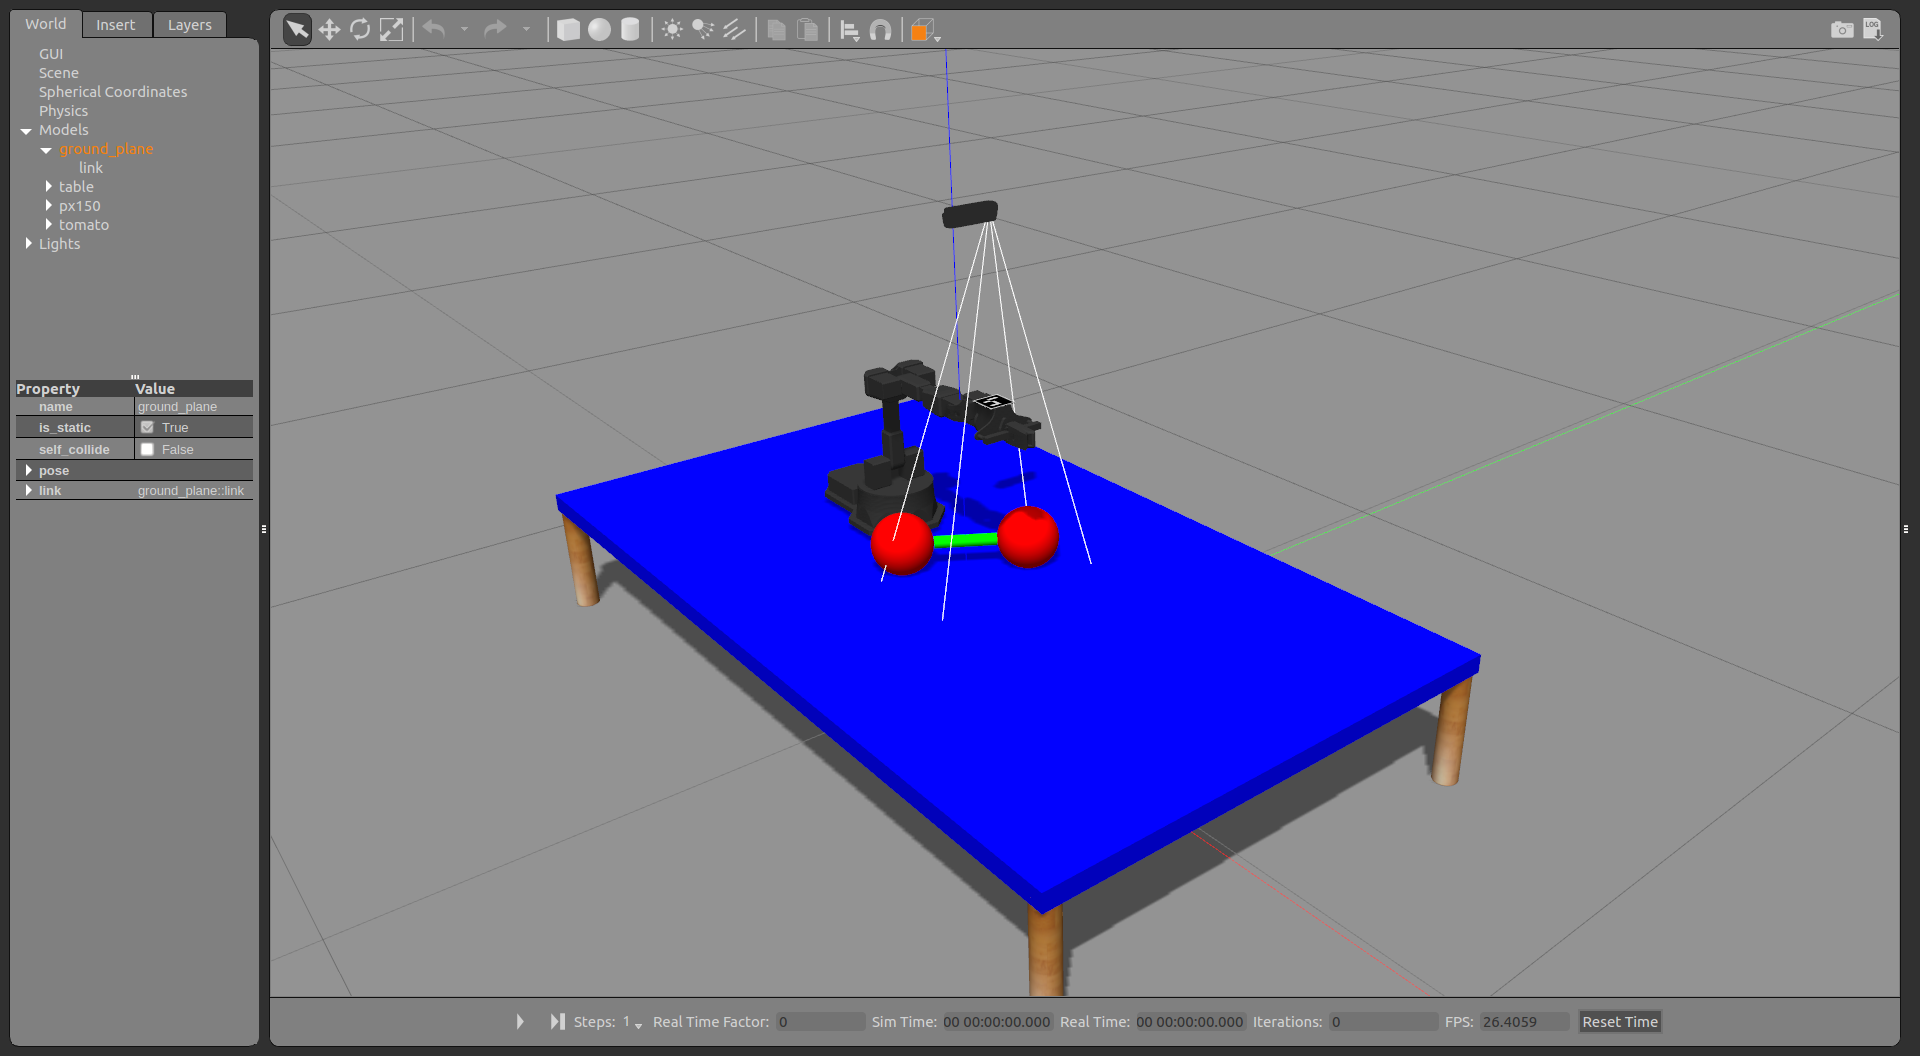 World Insert Layers
GUI
Scene
Spherical Coordinates
Physics
Models
ground_plane
link
table
px150
tomato
Lights
Property Value
name ground_plane
is_static True
self_collide False
pose
link ground_plane::link
LOG
Steps: 1 Real Time Factor: 0 Sim Time: 00 00:00:00.000 Real Time: 00 00:00:00.000 Iterations: 0 FPS: 26.4059 Reset Time